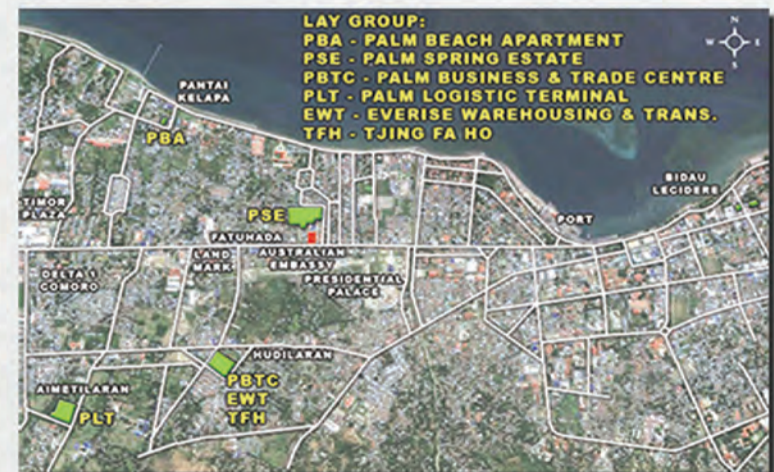 LAY GROUP:
PBA - PALM BEACH APARTMENT
PSE - PALM SPRING ESTATE
PBTC - PALM BUSINESS & TRADE CENTRE
PLT - PALM LOGISTIC TERMINAL
EWT - EVERISE WAREHOUSING & TRANS.
TFH - TJING FA HO
N
W
E
S
PANTAI
KELAPA
PBA
BIDAU
LECIDERE
TIMOR
PLAZA
PSE
PORT
FATUHADA
LAND
MARK
AUSTRALIAN
EMBASSY
DELTA 1
COMORO
PRESIDENTIAL
PALACE
HUDILARAN
PBTC
EWT
TFH
AIMETILARAN
PLT